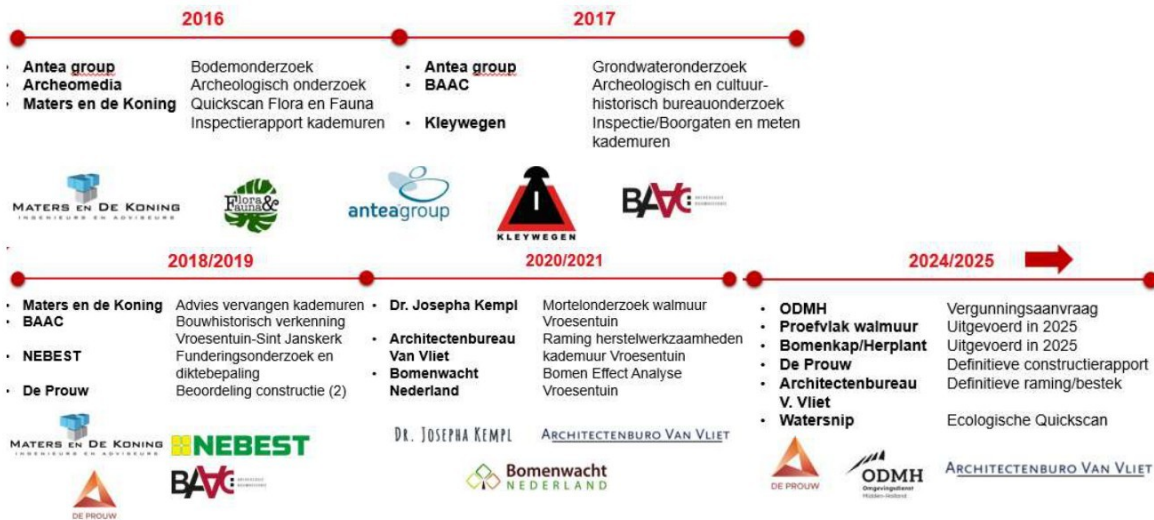 2016
2017
· Antea group Bodemonderzoek
· Archeomedia Archeologisch onderzoek
· Maters en de Koning Quickscan Flora en Fauna
Inspectierapport kademuren
• Antea group Grondwateronderzoek
• BAAC Archeologisch en cultuur-
historisch bureauonderzoek
• Kleywegen Inspectie/Boorgaten en meten
kademuren
MATERS EN DE KONING
INGENIEURS EN ADVISEURS
Flora &
Fauna
anteagroup
KLEYWEGEN
BAAC
2018/2019
2020/2021
2024/2025
· Maters en de Koning Advies vervangen kademuren
· BAAC Bouwhistorisch verkenning
Vroesentuin-Sint Janskerk
· NEBEST Funderingsonderzoek en
diktebepaling
· De Prouw Beoordeling constructie (2)
• Dr. Josepha Kempl Mortelonderzoek walmuur
Vroesentuin
• Architectenbureau Raming herstelwerkzaamheden
Van Vliet kademuur Vroesentuin
• Bomenwacht Bomen Effect Analyse
Nederland Vroesentuin
• ODMH Vergunningsaanvraag
• Proefvlak walmuur Uitgevoerd in 2025
• Bomenkap/Herplant Uitgevoerd in 2025
• De Prouw Definitieve constructierapport
• Architectenbureau Definitieve raming/bestek
V. Vliet
• Watersnip Ecologische Quickscan
MATERS EN DE KONING
INGENIEURS EN ADVISEURS
NEBEST
DE PROUW
BAAC
DR. JOSEPHA KEMPL
ARCHITECTENBURO VAN VLIET
Bomenwacht
NEDERLAND
DE PROUW
ODMH
Omgevingsdienst
Midden-Holland
ARCHITECTENBURO VAN VLIET